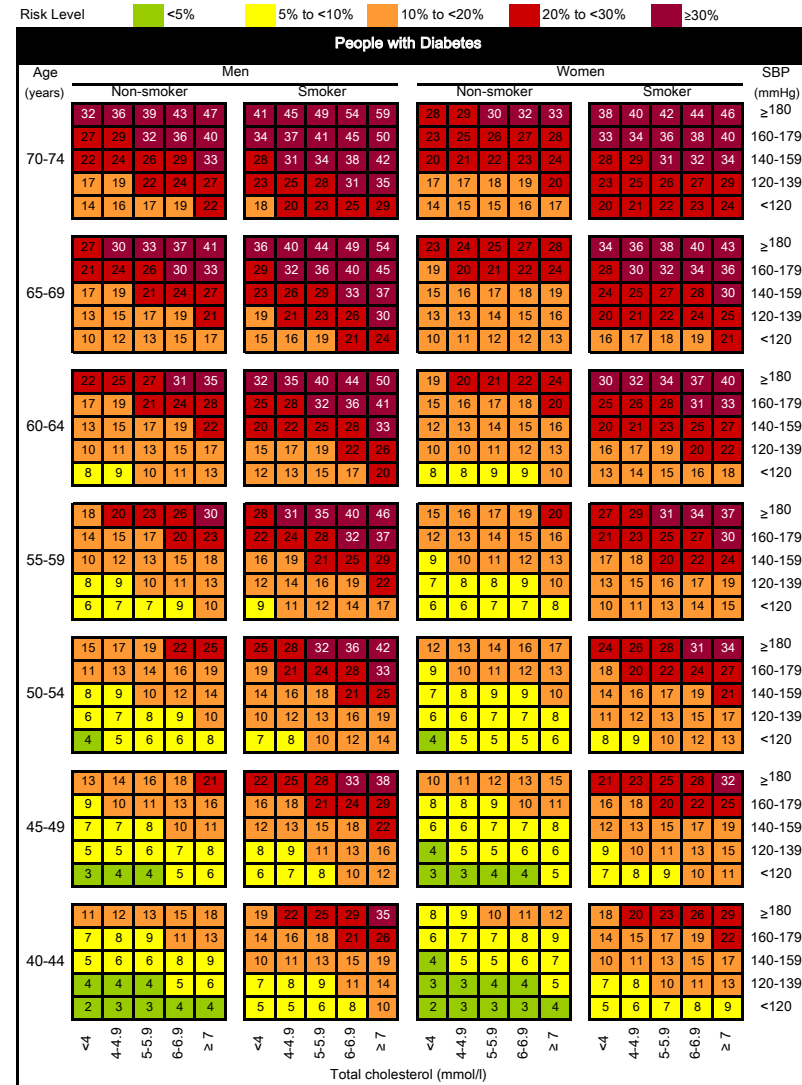 Risk Level <5% 5% to <10% 10% to <20% 20% to <30% ≥30%
People with Diabetes
Age Men Women SBP
(years) Non-smoker Smoker Non-smoker Smoker (mmHg)
32 36 39 43 47 41 45 49 54 59 28 29 30 32 33 38 40 42 44 46 ≥180
27 29 32 36 40 34 37 41 45 50 23 25 26 27 28 33 34 36 38 40 160-179
70-74 22 24 26 29 33 28 31 34 38 42 20 21 22 23 24 28 29 31 32 34 140-159
17 19 22 24 27 23 25 28 31 35 17 17 18 19 20 23 25 26 27 29 120-139
14 16 17 19 22 18 20 23 25 29 14 15 15 16 17 20 21 22 23 24 <120
27 30 33 37 41 36 40 44 49 54 23 24 25 27 28 34 36 38 40 43 ≥180
21 24 26 30 33 29 32 36 40 45 19 20 21 22 24 28 30 32 34 36 160-179
65-69 17 19 21 24 27 23 26 29 33 37 15 16 17 18 19 24 25 27 28 30 140-159
13 15 17 19 21 19 21 23 26 30 13 13 14 15 16 20 21 22 24 25 120-139
10 12 13 15 17 15 16 19 21 24 10 11 12 12 13 16 17 18 19 21 <120
22 25 27 31 35 32 35 40 44 50 19 20 21 22 24 30 32 34 37 40 ≥180
17 19 21 24 28 25 28 32 36 41 15 16 17 18 20 25 26 28 31 33 160-179
60-64 13 15 17 19 22 20 22 25 28 33 12 13 14 15 16 20 21 23 25 27 140-159
10 11 13 15 17 15 17 19 22 26 10 10 11 12 13 16 17 19 20 22 120-139
8 9 10 11 13 12 13 15 17 20 8 8 9 9 10 13 14 15 16 18 <120
18 20 23 26 30 28 31 35 40 46 15 16 17 19 20 27 29 31 34 37 ≥180
14 15 17 20 23 22 24 28 32 37 12 13 14 15 16 21 23 25 27 30 160-179
55-59 10 12 13 15 18 16 19 21 25 29 9 10 11 12 13 17 18 20 22 24 140-159
8 9 10 11 13 12 14 16 19 22 7 8 8 9 10 13 15 16 17 19 120-139
6 7 7 9 10 9 11 12 14 17 6 6 7 7 8 10 11 13 14 15 <120
15 17 19 22 25 25 28 32 36 42 12 13 14 16 17 24 26 28 31 34 ≥180
11 13 14 16 19 19 21 24 28 33 9 10 11 12 13 18 20 22 24 27 160-179
50-54 8 9 10 12 14 14 16 18 21 25 7 8 9 9 10 14 16 17 19 21 140-159
6 7 8 9 10 10 12 13 16 19 6 6 7 7 8 11 12 13 15 17 120-139
4 5 6 6 8 7 8 10 12 14 4 5 5 5 6 8 9 10 12 13 <120
13 14 16 18 21 22 25 28 33 38 10 11 12 13 15 21 23 25 28 32 ≥180
9 10 11 13 16 16 18 21 24 29 8 8 9 10 11 16 18 20 22 25 160-179
45-49 7 7 8 10 11 12 13 15 18 22 6 6 7 7 8 12 13 15 17 19 140-159
5 5 6 7 8 8 9 11 13 16 4 5 5 6 6 9 10 11 13 15 120-139
3 4 4 5 6 6 7 8 10 12 3 3 4 4 5 7 8 9 10 11 <120
11 12 13 15 18 19 22 25 29 35 8 9 10 11 12 18 20 23 26 29 ≥180
7 8 9 11 13 14 16 18 21 26 6 7 7 8 9 14 15 17 19 22 160-179
40-44 5 6 6 8 9 10 11 13 15 19 4 5 5 6 7 10 11 13 15 17 140-159
4 4 4 5 6 7 8 9 11 14 3 3 4 4 5 7 8 10 11 13 120-139
2 3 3 4 4 5 5 6 8 10 2 3 3 3 4 5 6 7 8 9 <120
<4 4-4.9 5-5.9 6-6.9 ≥ 7 <4 4-4.9 5-5.9 6-6.9 ≥ 7 <4 4-4.9 5-5.9 6-6.9 ≥ 7 <4 4-4.9 5-5.9 6-6.9 ≥ 7
Total cholesterol (mmol/l)